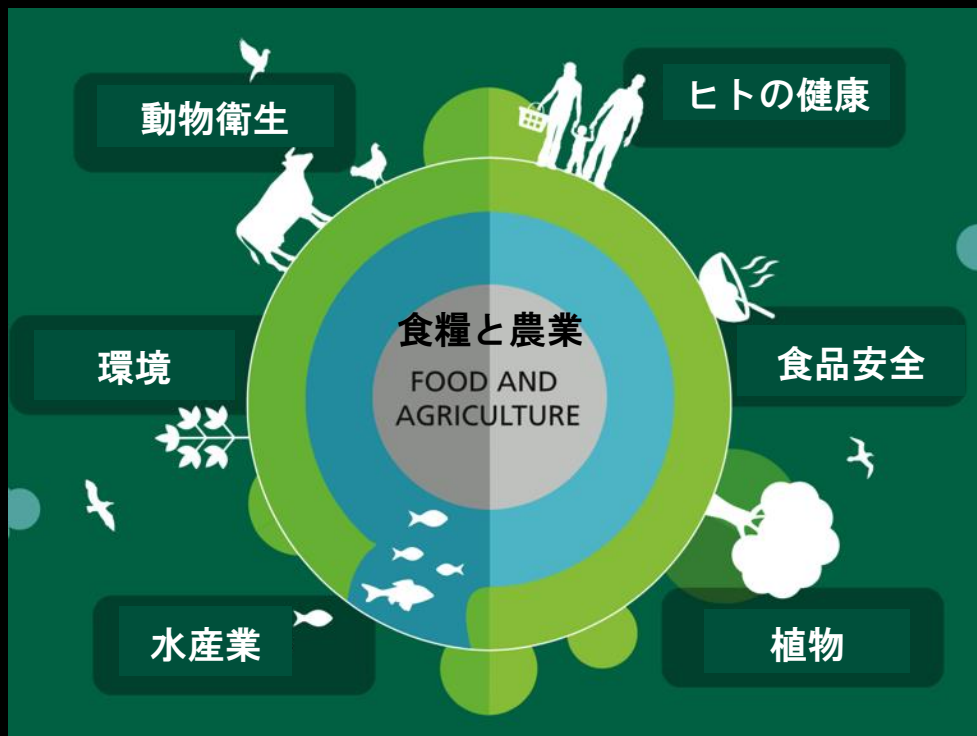 動物衛生
ヒトの健康
環境
食糧と農業
FOOD AND
AGRICULTURE
食品安全
水産業
植物